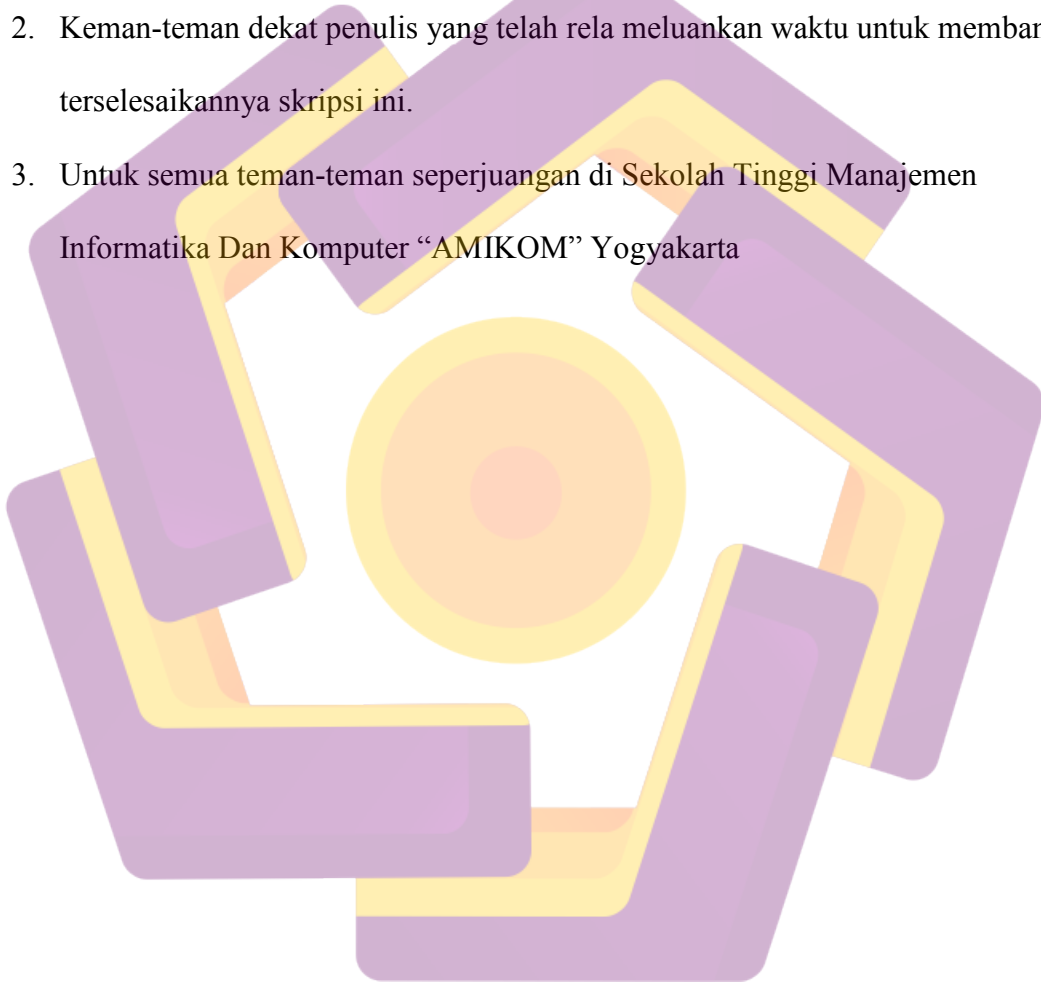 2. Keman-teman dekat penulis yang telah rela meluankan waktu untuk
terselesaikannya skripsi ini.
3. Untuk semua teman-teman seperjuangan di Sekolah Tinggi Manajemen
Informatika Dan Komputer “AMIKOM” Yogyakarta